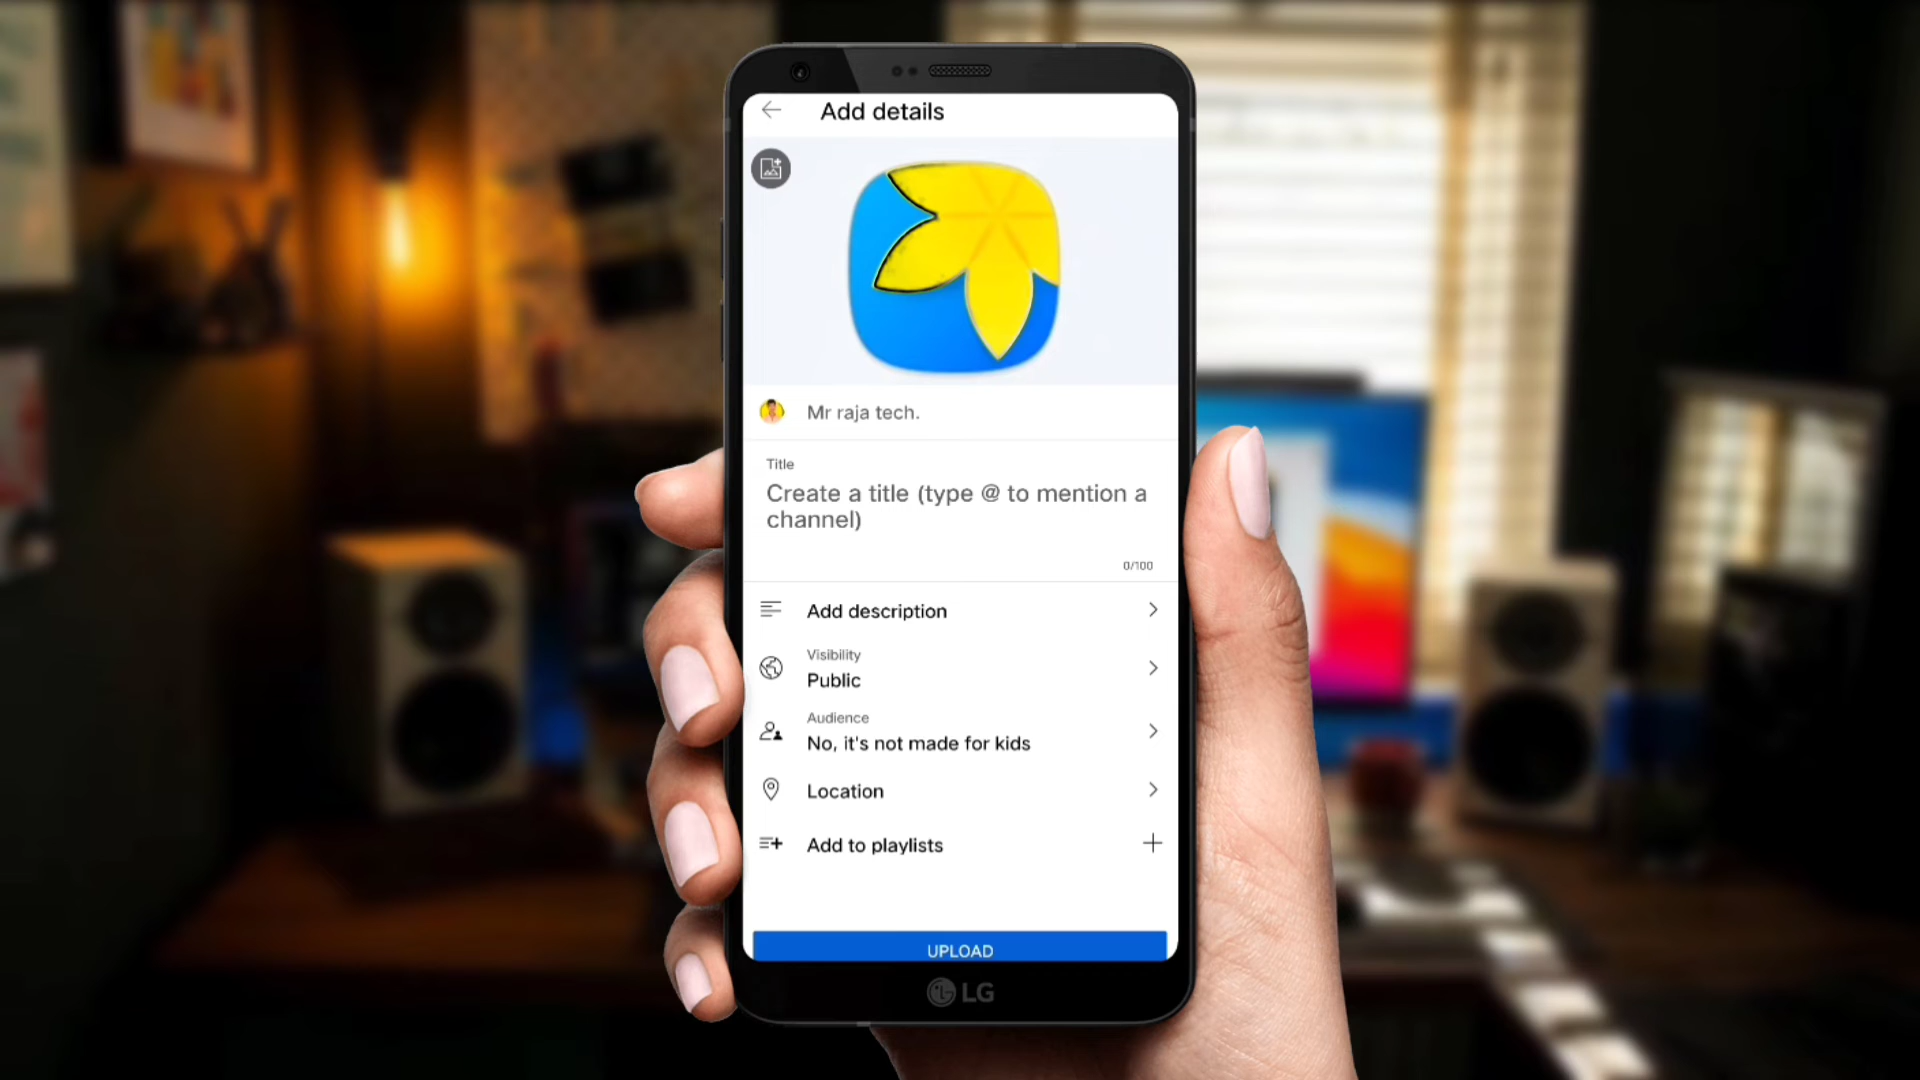 Add details
Mr raja tech.
Title
Create a title (type @ to mention a
channel)
0/100
Add description
Visibility
Public
Audience
No, it's not made for kids
Location
Add to playlists
UPLOAD
LG